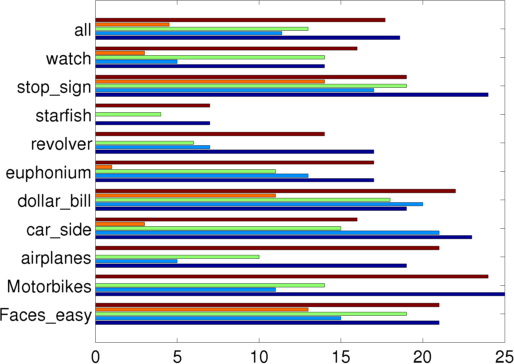 all
watch
stop_sign
starfish
revolver
euphonium
dollar_bill
car_side
airplanes
Motorbikes
Faces_easy
0 5 10 15 20 25